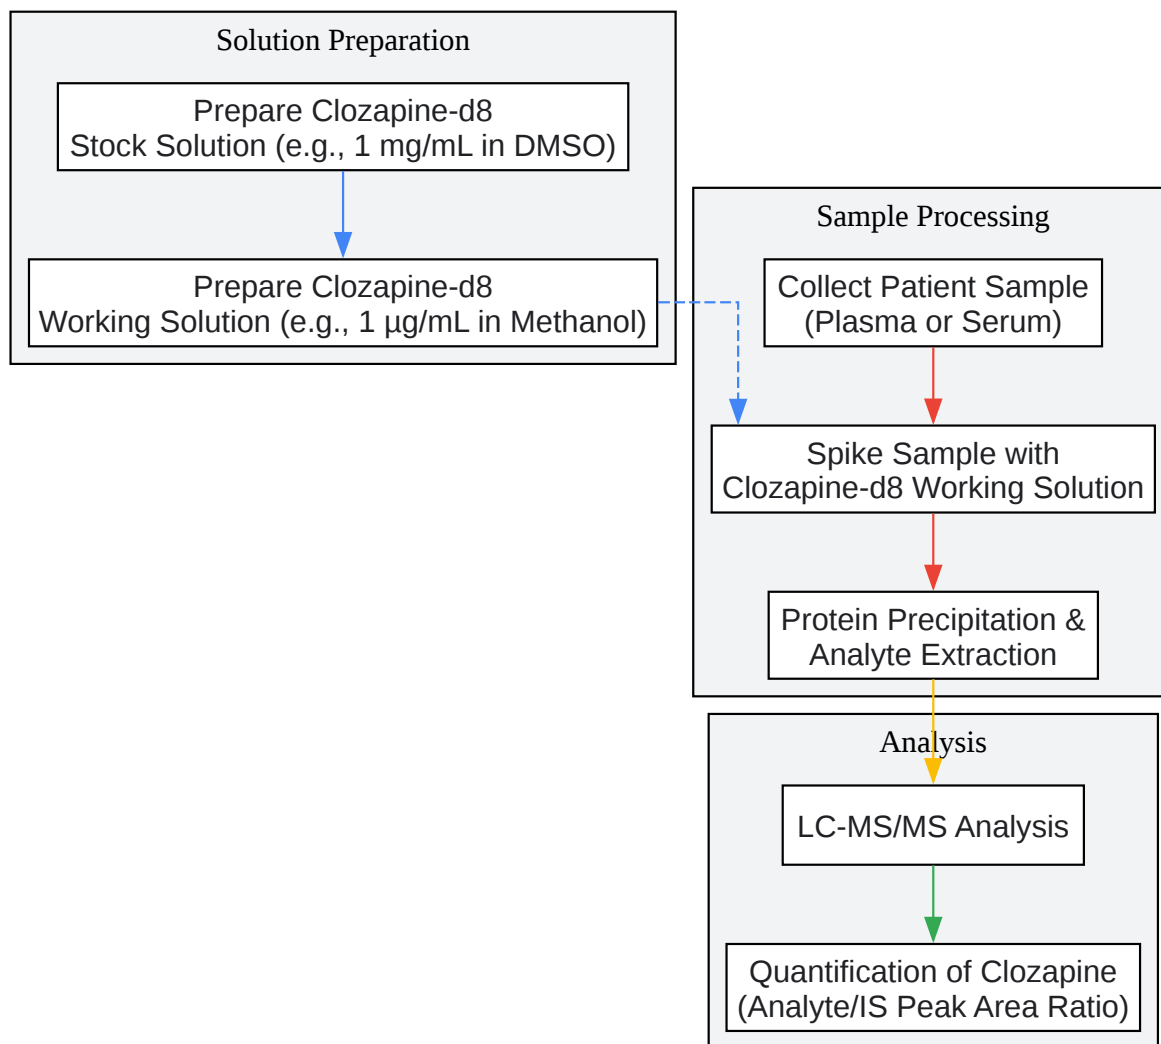 Solution Preparation
Prepare Clozapine-d8
Stock Solution (e.g., 1 mg/mL in DMSO)
Prepare Clozapine-d8
Working Solution (e.g., 1 µg/mL in Methanol)
Sample Processing
Collect Patient Sample
(Plasma or Serum)
Spike Sample with
Clozapine-d8 Working Solution
Protein Precipitation &
Analyte Extraction
Analysis
LC-MS/MS Analysis
Quantification of Clozapine
(Analyte/IS Peak Area Ratio)